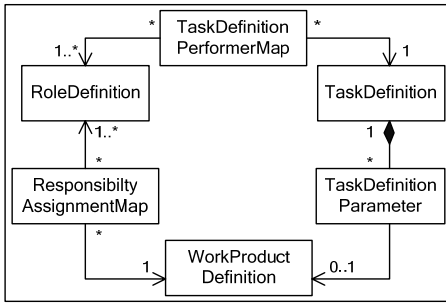 * TaskDefinition *
PerformerMap
1..* 1
RoleDefinition TaskDefinition
1..* 1
* *
Responsibilty TaskDefinition
AssignmentMap Parameter
*
WorkProduct
1 Definition 0..1